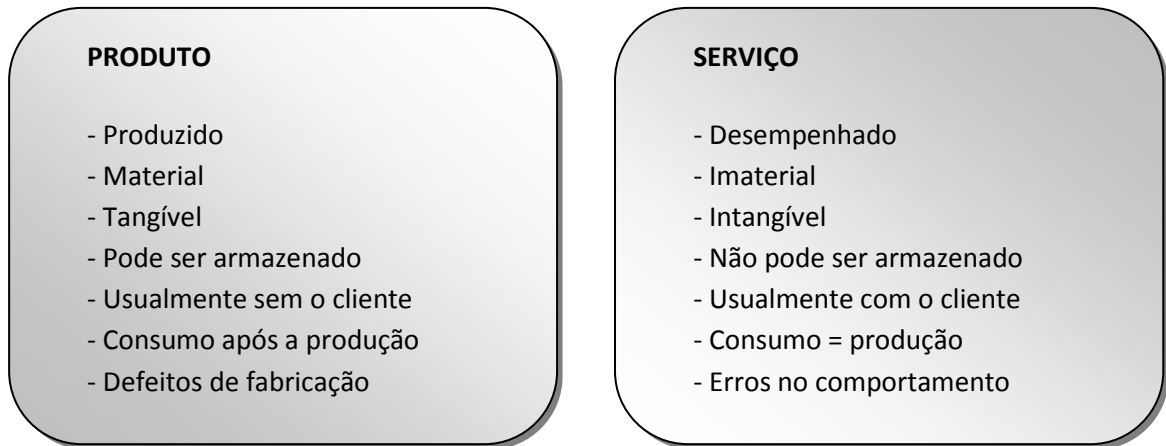 PRODUTO
- Produzido
- Material
- Tangível
- Pode ser armazenado
- Usualmente sem o cliente
- Consumo após a produção
- Defeitos de fabricação
SERVIÇO
- Desempenhado
- Imaterial
- Intangível
- Não pode ser armazenado
- Usualmente com o cliente
- Consumo = produção
- Erros no comportamento